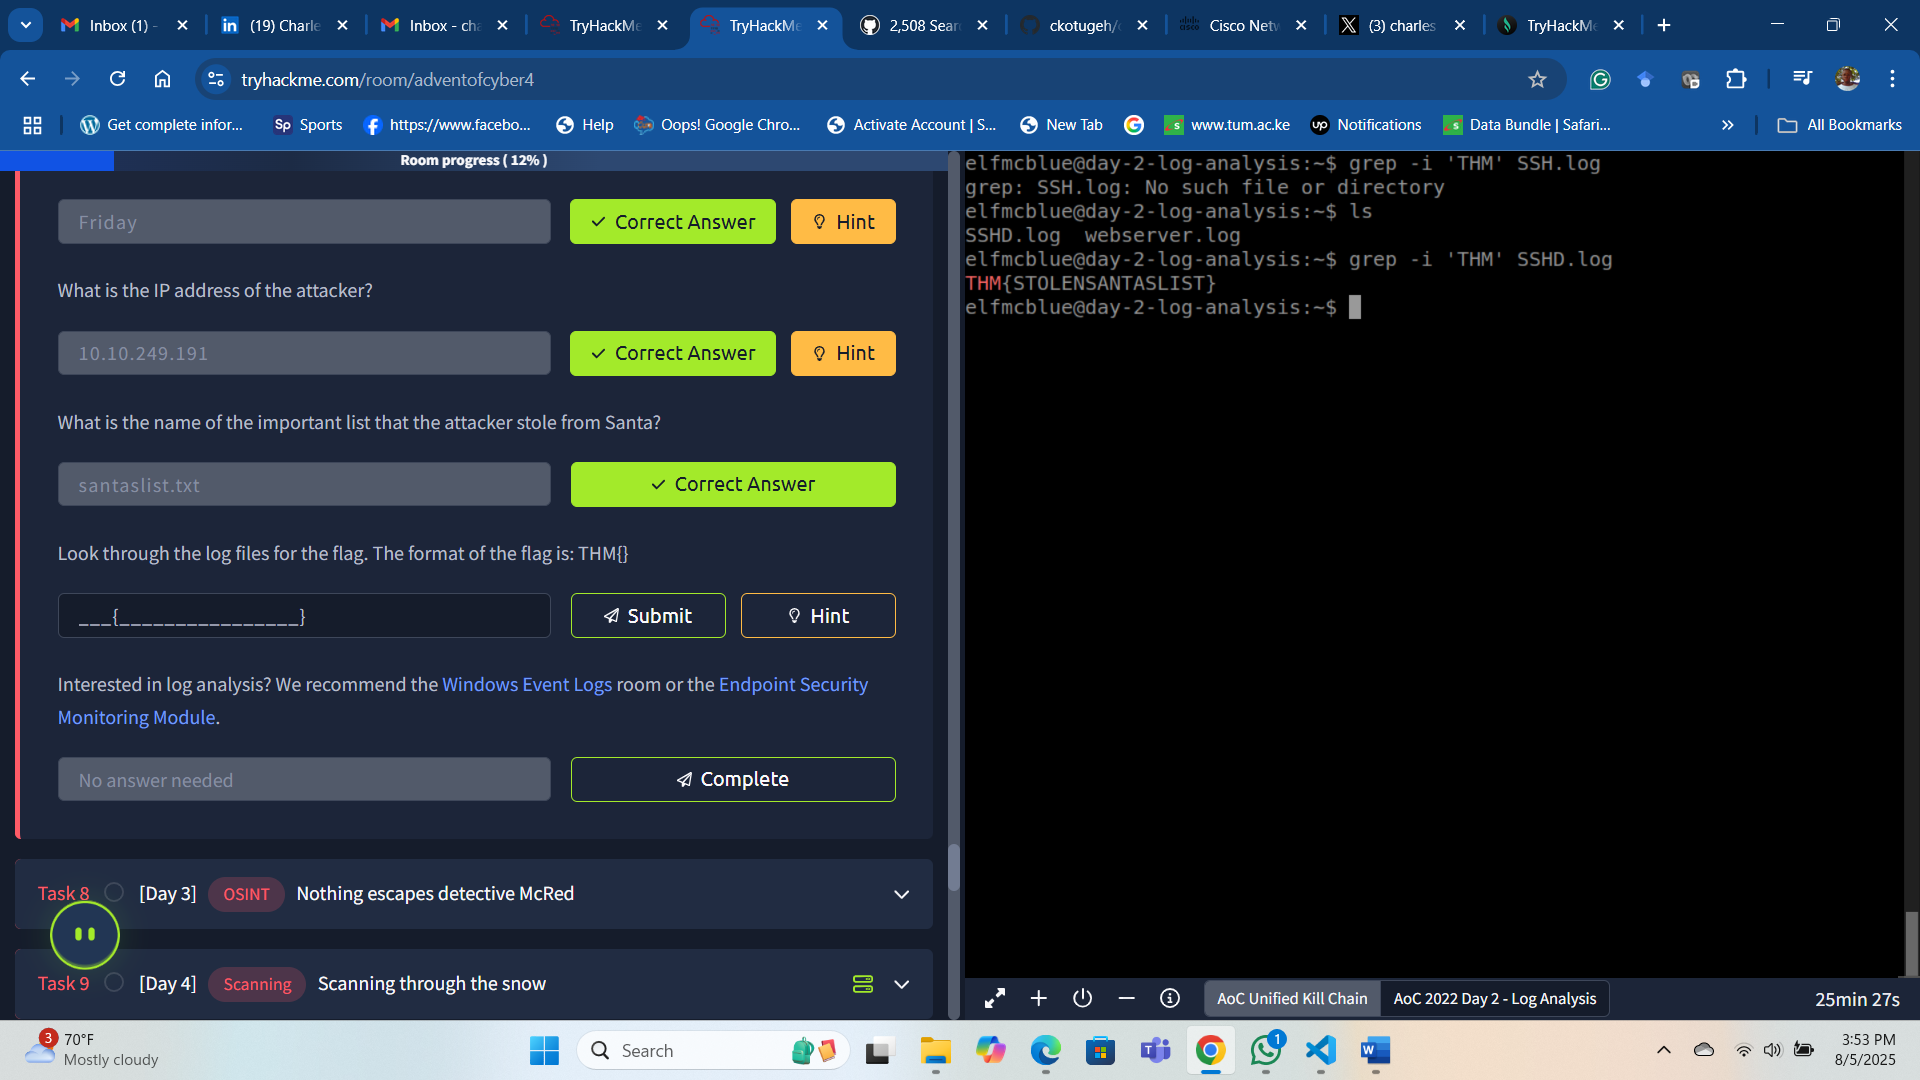 Inbox (1) -
(19) Charle
Inbox - cha
TryHackMe
TryHackMe
2,508 Sear
ckotugeh/c
Cisco Netw
(3) charles
TryHackMe
tryhackme.com/room/adventofcyber4
Get complete infor...
Sports
https://www.facebo...
Help
Oops! Google Chro...
Activate Account | S...
New Tab
www.tum.ac.ke
Notifications
Data Bundle | Safari...
All Bookmarks
Room progress ( 12% )
Friday
Correct Answer
Hint
What is the IP address of the attacker?
10.10.249.191
Correct Answer
Hint
What is the name of the important list that the attacker stole from Santa?
santaslist.txt
Correct Answer
Look through the log files for the flag. The format of the flag is: THM{}
___{________________}
Submit
Hint
Interested in log analysis? We recommend the Windows Event Logs room or the Endpoint Security
Monitoring Module.
No answer needed
Complete
Task 8
[Day 3]
OSINT
Nothing escapes detective McRed
Task 9
[Day 4]
Scanning
Scanning through the snow
elfmcblue@day-2-log-analysis:~$ grep -i 'THM' SSH.log
grep: SSH.log: No such file or directory
elfmcblue@day-2-log-analysis:~$ ls
SSHD.log  webserver.log
elfmcblue@day-2-log-analysis:~$ grep -i 'THM' SSHD.log
THM{STOLENSANTASLIST}
elfmcblue@day-2-log-analysis:~$
AoC Unified Kill Chain
AoC 2022 Day 2 - Log Analysis
25min 27s
3
70°F
Mostly cloudy
Search
1
3:53 PM
8/5/2025